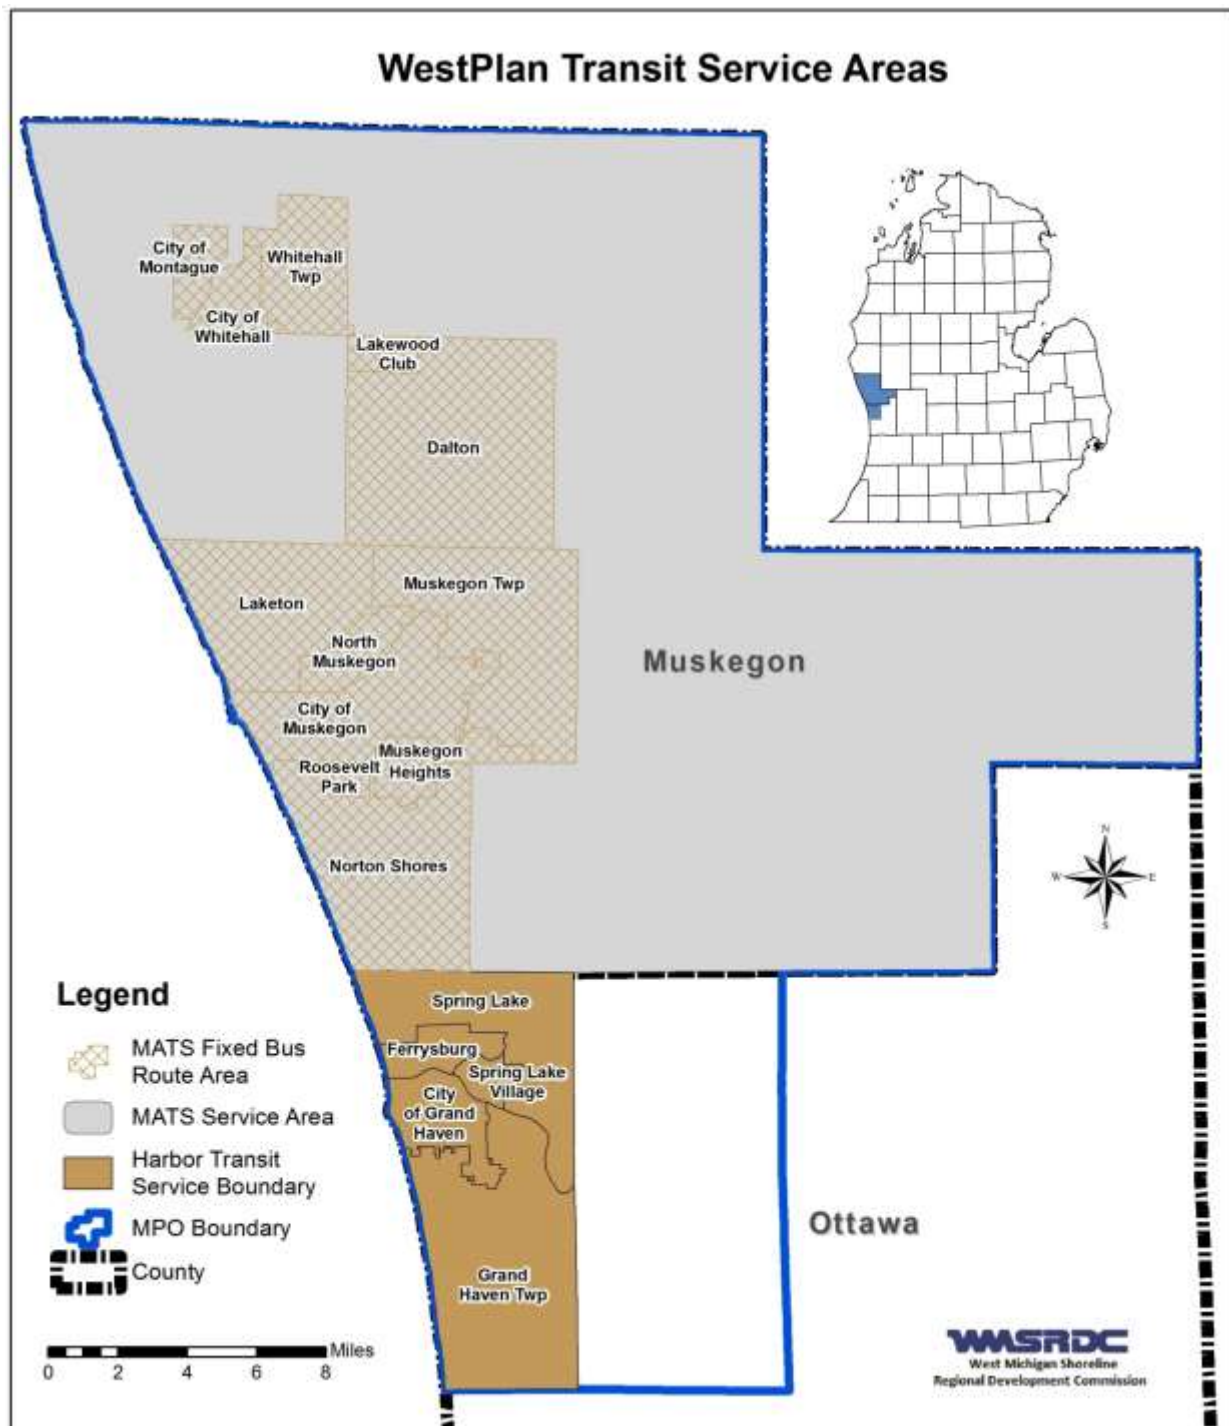 WestPlan Transit Service Areas
City of
Montague
Whitehall
Twp
City of
Whitehall
Lakewood
Club
Dalton
Muskegon Twp
Laketon
North
Muskegon
Muskegon
City of
Muskegon
Muskegon
Heights
Roosevelt
Park
Norton Shores
N
W
E
S
Legend
MATS Fixed Bus
Route Area
MATS Service Area
Harbor Transit
Service Boundary
MPO Boundary
County
Spring Lake
Ferrysburg
Spring Lake
Village
City
of Grand
Haven
Ottawa
Grand
Haven Twp
Miles
0 2 4 6 8
WMSRDC
West Michigan Shoreline
Regional Development Commission